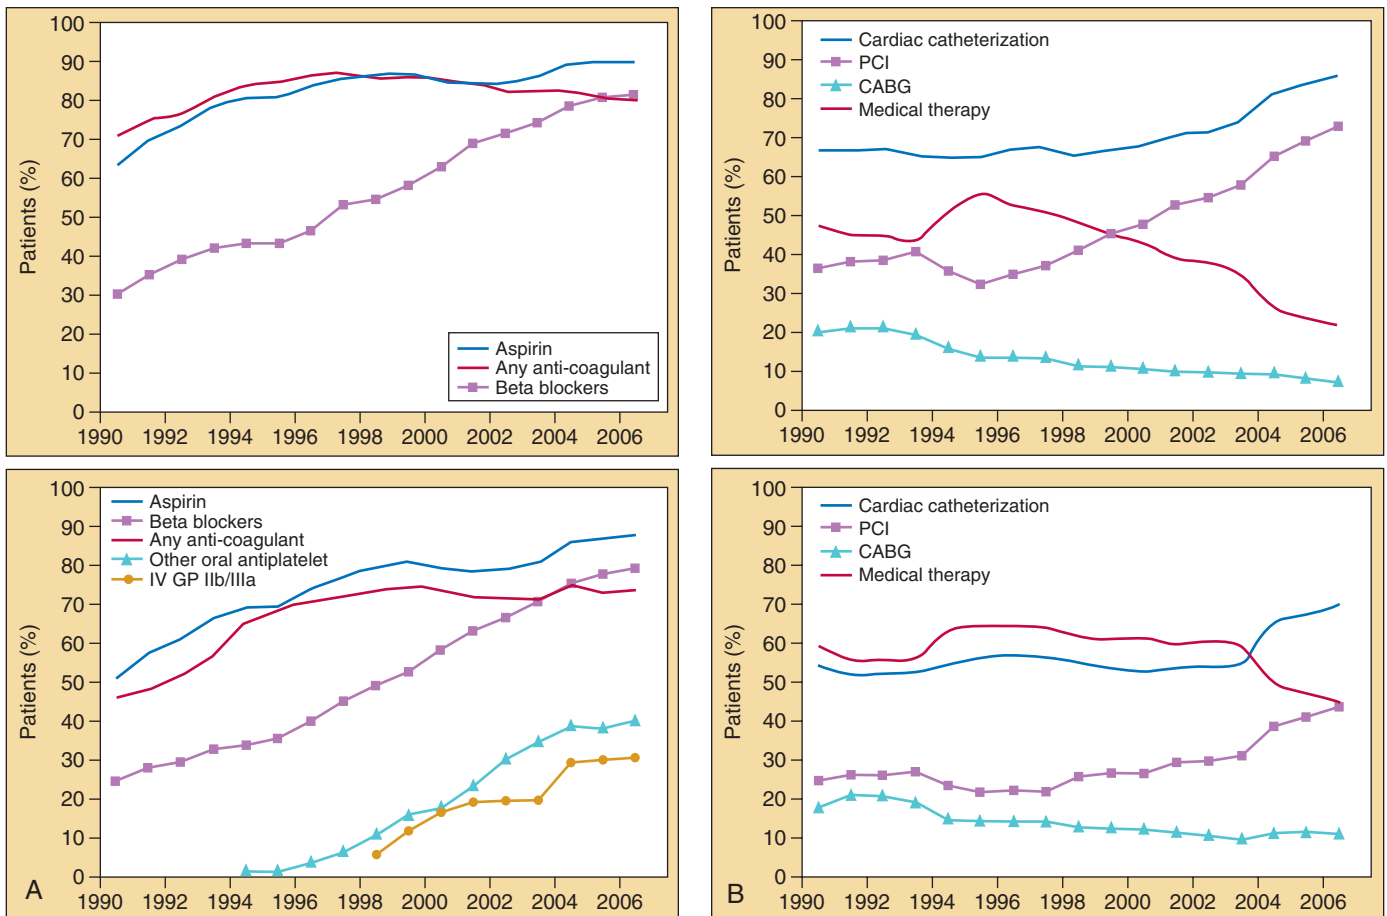 100
90
80
70
60
50
40
30
20
10
0
Patients (%)
Aspirin
Any anti-coagulant
Beta blockers
1990 1992 1994 1996 1998 2000 2002 2004 2006
100
90
80
70
60
50
40
30
20
10
0
Patients (%)
Cardiac catheterization
PCI
CABG
Medical therapy
1990 1992 1994 1996 1998 2000 2002 2004 2006
100
90
80
70
60
50
40
30
20
10
0
Patients (%)
Aspirin
Beta blockers
Any anti-coagulant
Other oral antiplatelet
IV GP IIb/IIIa
A
1990 1992 1994 1996 1998 2000 2002 2004 2006
100
90
80
70
60
50
40
30
20
10
0
Patients (%)
Cardiac catheterization
PCI
CABG
Medical therapy
B
1990 1992 1994 1996 1998 2000 2002 2004 2006